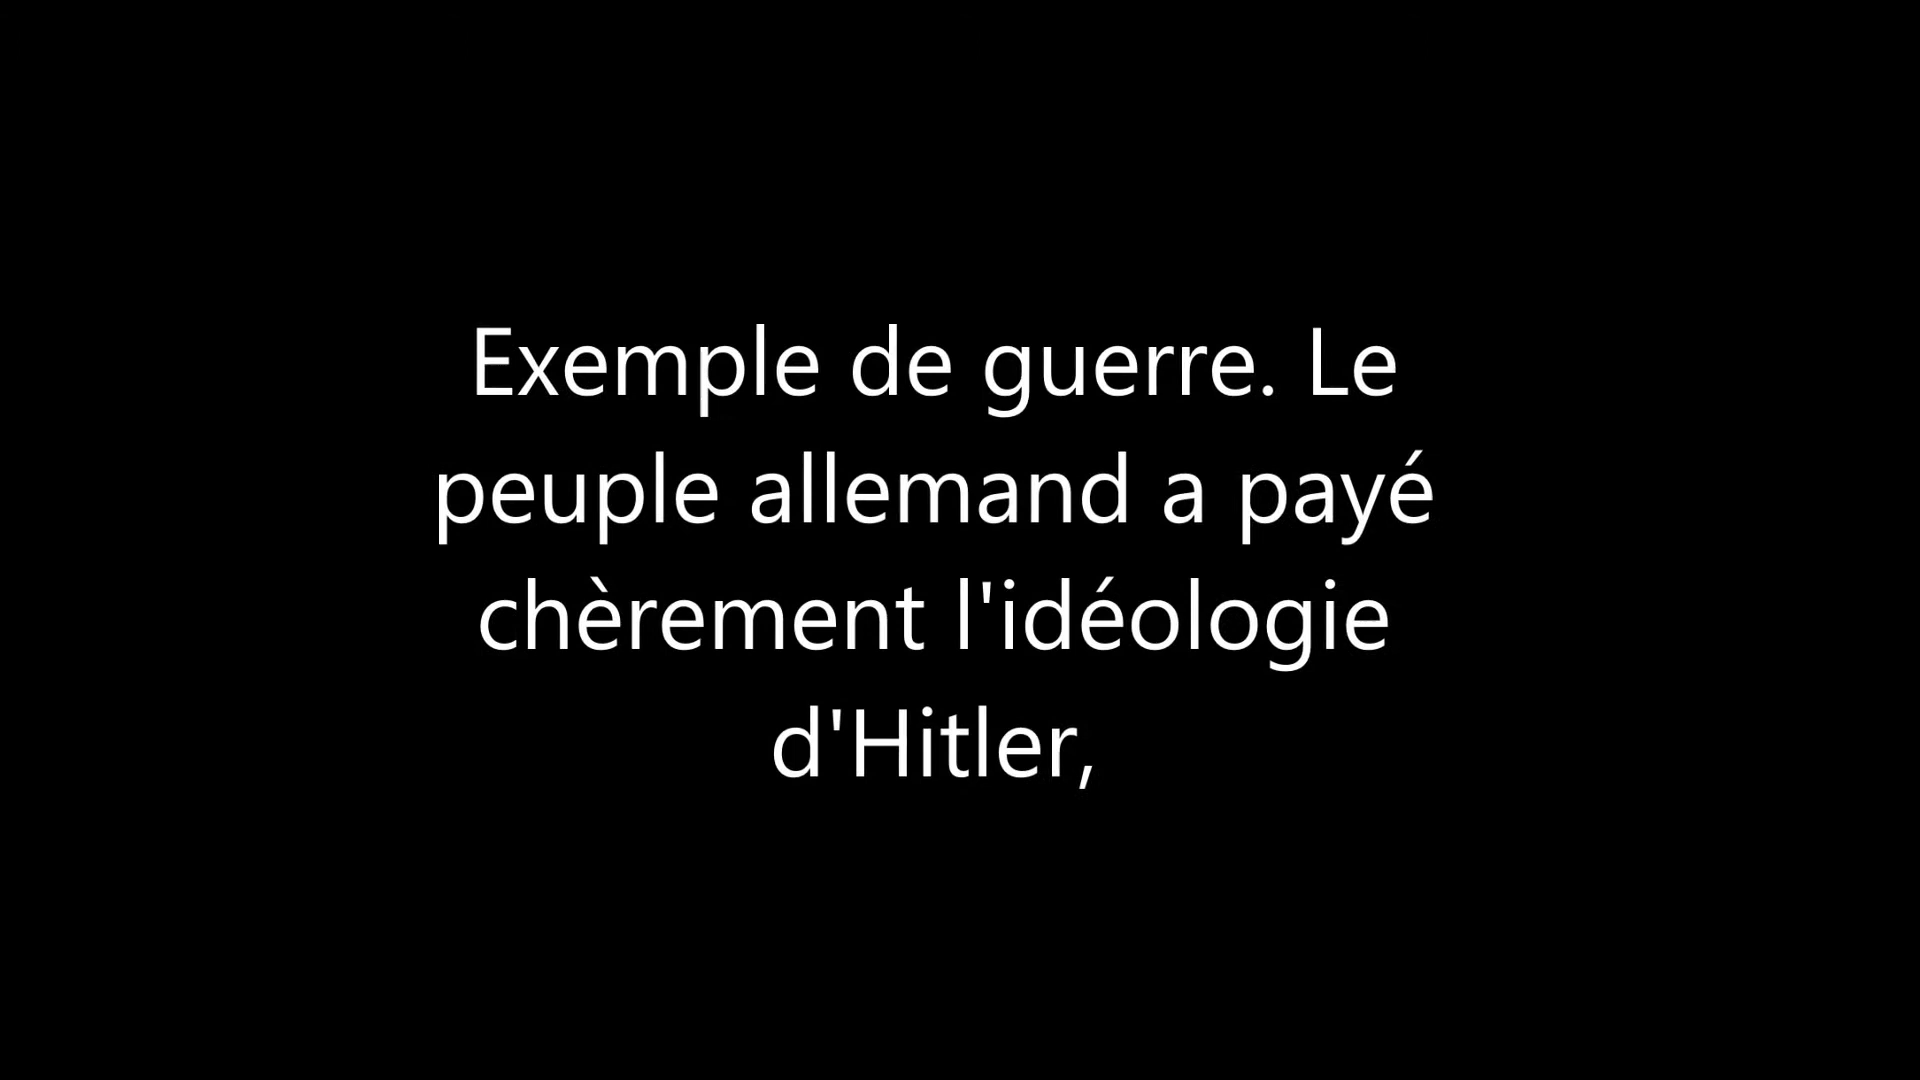 Exemple de guerre. Le
peuple allemand a payé
chèrement l'idéologie
d'Hitler,